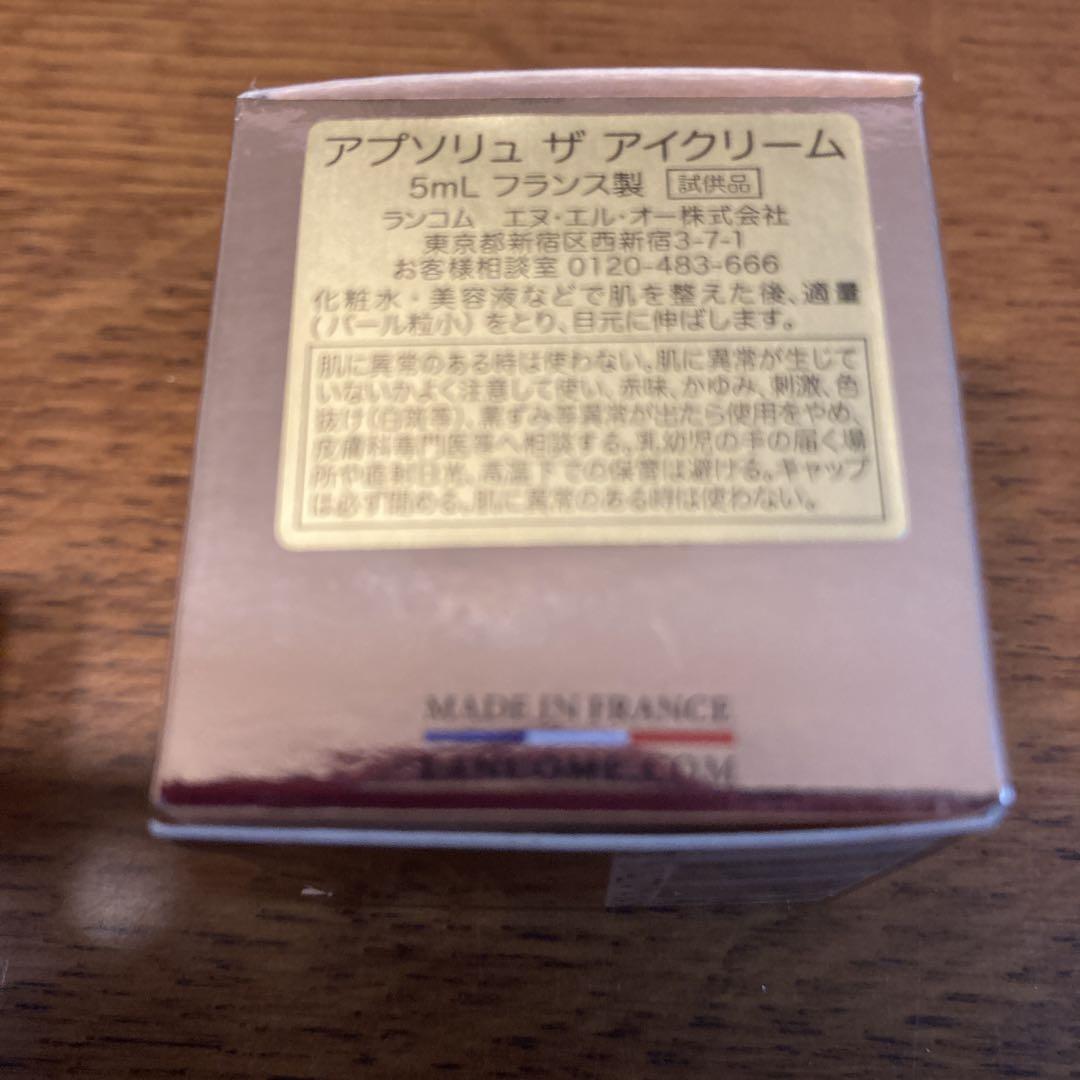 アプソリュ ザ アイクリーム
5mL フランス製 試供品
ランコム エヌ・エル・オー株式会社
東京都新宿区西新宿3-7-1
お客様相談室 0120-483-666
化粧水・美容液などで肌を整えた後、適量
(パール粒小)をとり、目元に伸ばします。
肌に異常のある時は使わない。肌に異常が生じて
いないかよく注意して使い、赤味、かゆみ、刺激、色
抜け(白斑等)、黒ずみ等異常が出たら使用をやめ、
皮膚科専門医等へ相談する。乳幼児の手の届く場
所や直射日光、高温下での保管は避ける。キャップ
は必ず閉める。肌に異常のある時は使わない。
MADE IN FRANCE
LANCOME.COM